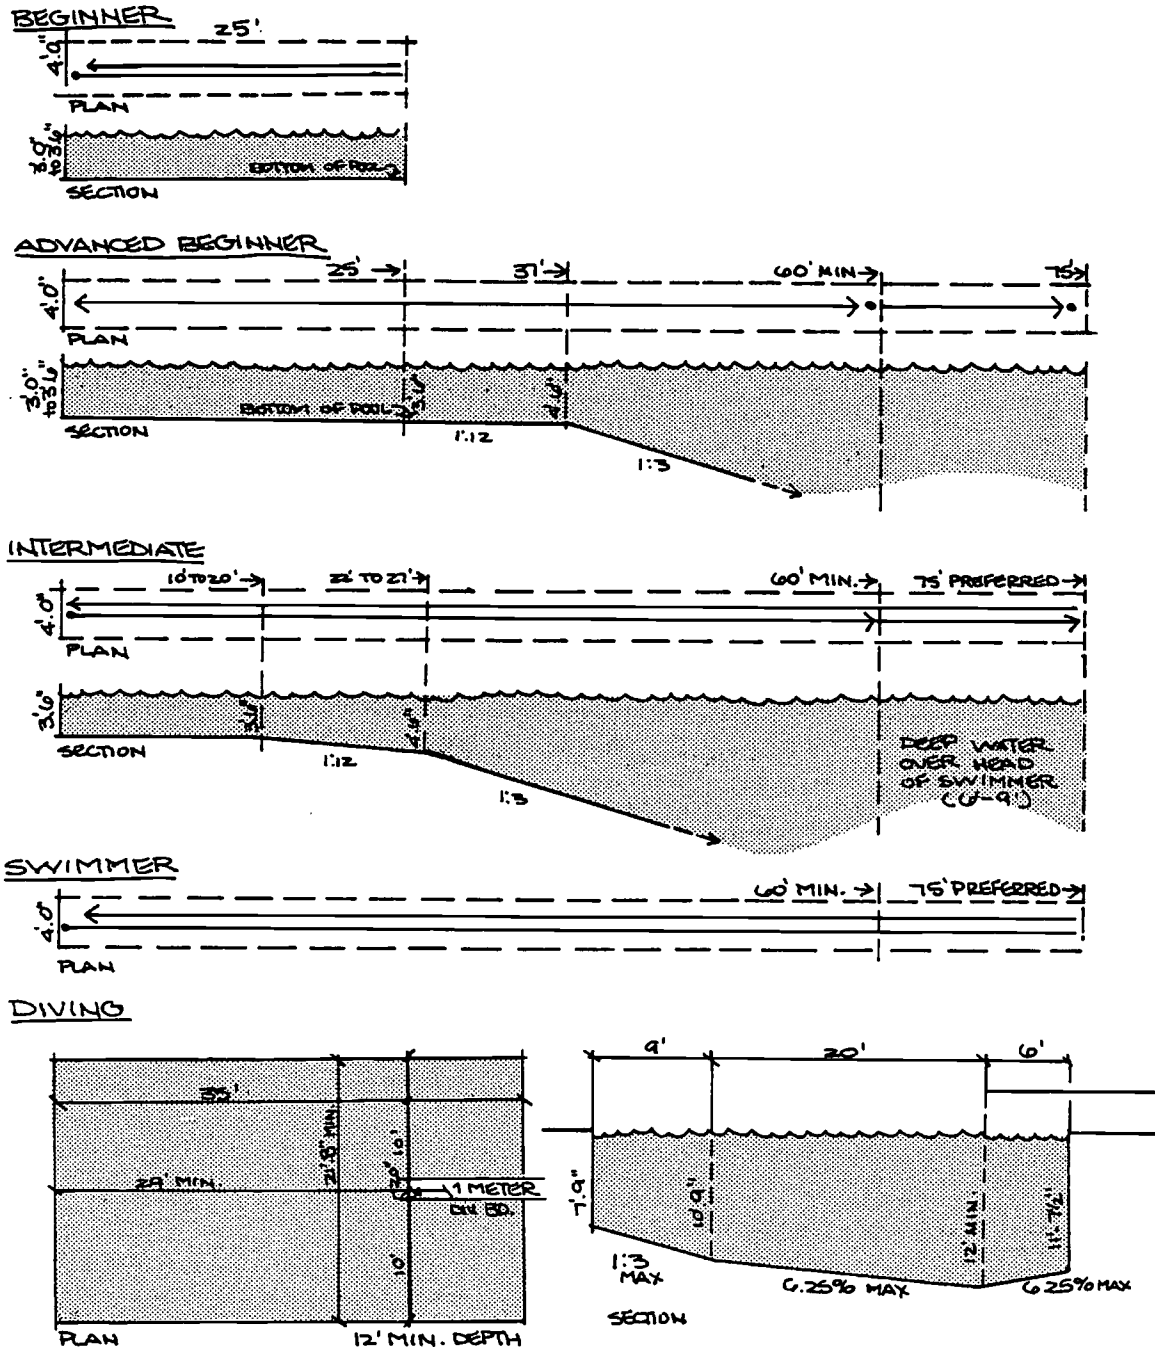 BEGINNER
25'
4'.0"
PLAN
3'.0"
to 3'6"
BOTTOM OF POOL
SECTION
ADVANCED BEGINNER
25'
37'
60' MIN
75'
4'.0"
PLAN
3'.0"
to 3'6"
3'6"
4'.6"
BOTTOM OF POOL
SECTION
1:12
1:3
INTERMEDIATE
10' TO 20'
22' TO 27'
60' MIN.
75' PREFERRED
4'.0"
PLAN
3'6"
3'6"
4'.6"
SECTION
1:12
1:3
DEEP WATER
OVER HEAD
OF SWIMMER
(6'-9')
SWIMMER
60' MIN.
75' PREFERRED
4'.0"
PLAN
DIVING
35'
21'.8" MIN.
20'
10'
29' MIN.
1 METER
DIV BD.
10'
PLAN
12' MIN. DEPTH
9'
20'
6'
7'.9"
10'.9"
12' MIN.
11'-7½"
1:3
MAX
6.25% MAX
6.25% MAX
SECTION